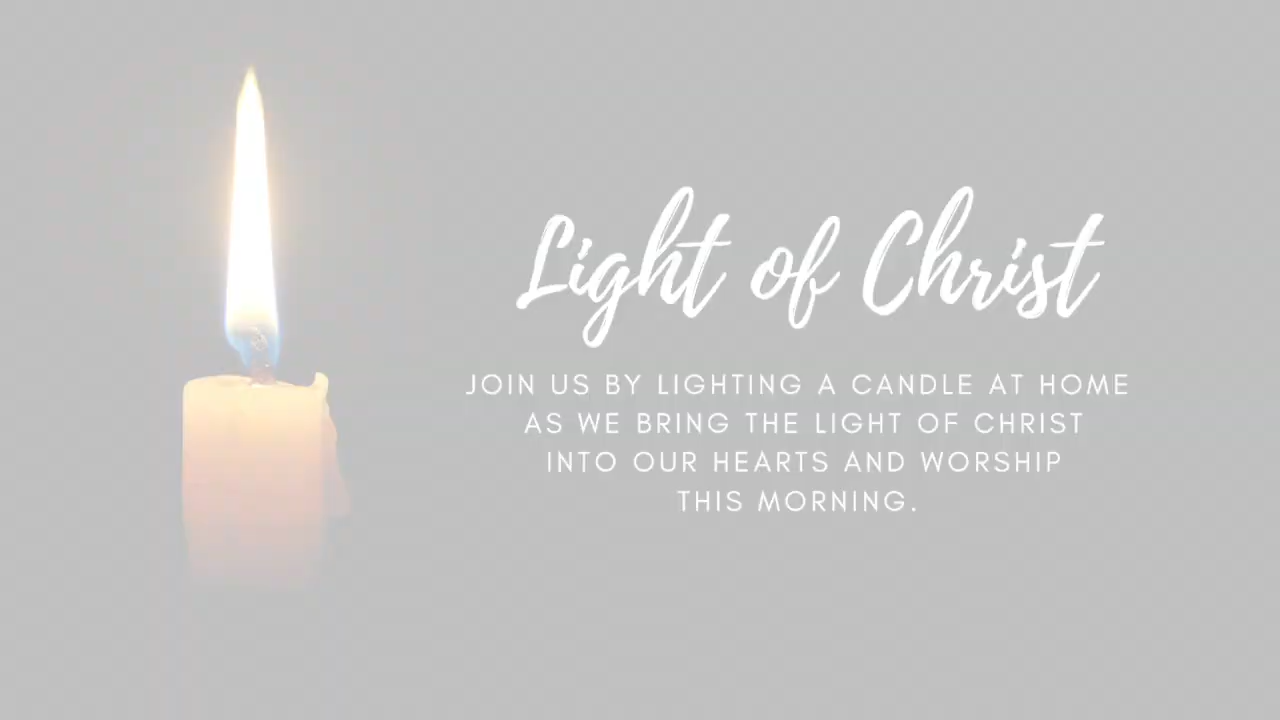 Light of Christ
JOIN US BY LIGHTING A CANDLE AT HOME
AS WE BRING THE LIGHT OF CHRIST
INTO OUR HEARTS AND WORSHIP
THIS MORNING.